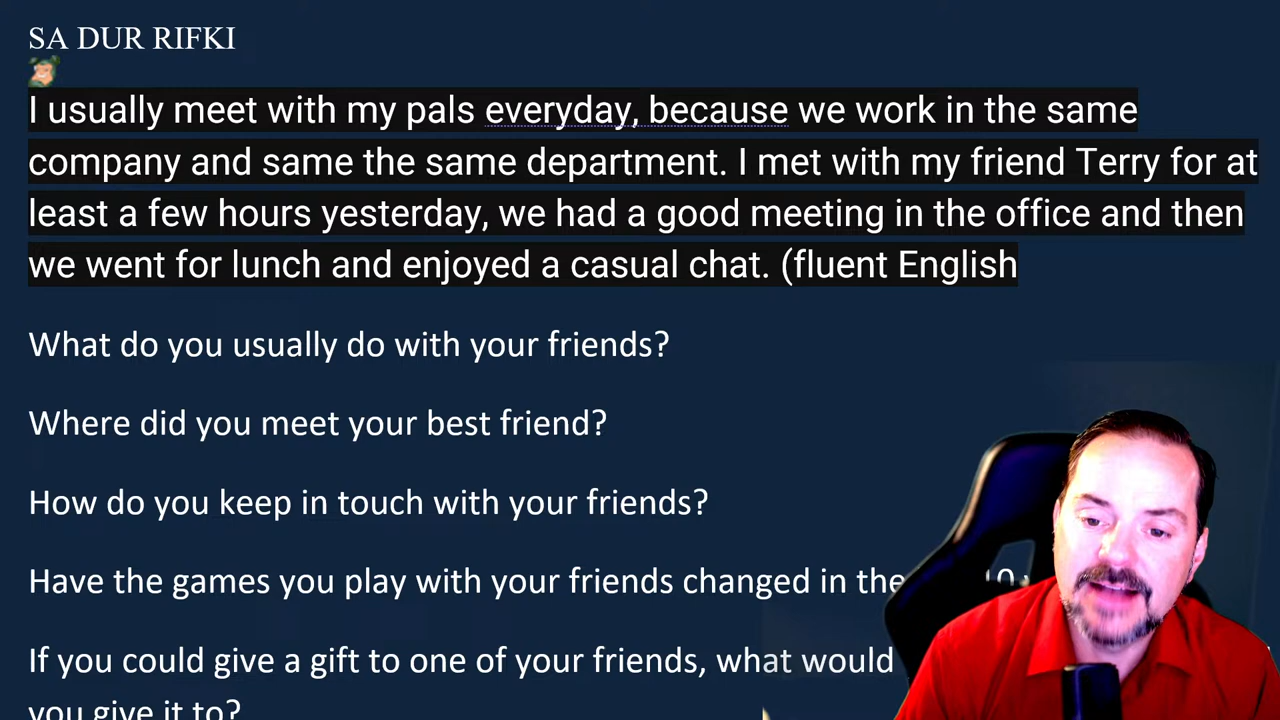 SA DUR RIFKI
I usually meet with my pals everyday, because we work in the same
company and same the same department. I met with my friend Terry for at
least a few hours yesterday, we had a good meeting in the office and then
we went for lunch and enjoyed a casual chat. (fluent English
What do you usually do with your friends?
Where did you meet your best friend?
How do you keep in touch with your friends?
Have the games you play with your friends changed in the
If you could give a gift to one of your friends, what would
you give it to?